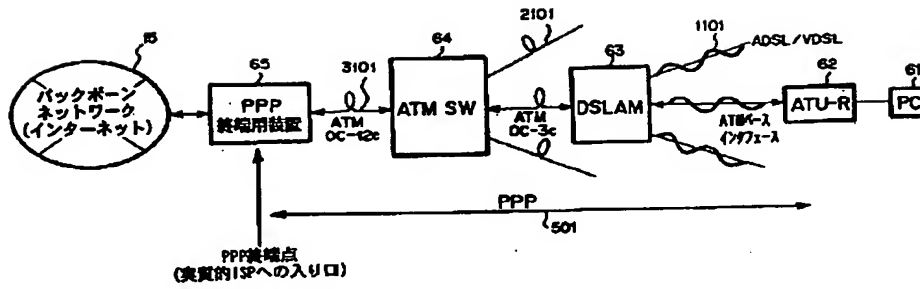 15
バックボーン
ネットワーク
(インターネット)
65
PPP
終端用装置
3101
ATM
OC-12c
64
ATM SW
2101
ATM
OC-3c
63
DSLAM
1101
ADSL/VDSL
ATMベース
インタフェース
62
ATU-R
61
PC
PPP
501
PPP終端点
(実質的ISPへの入り口)